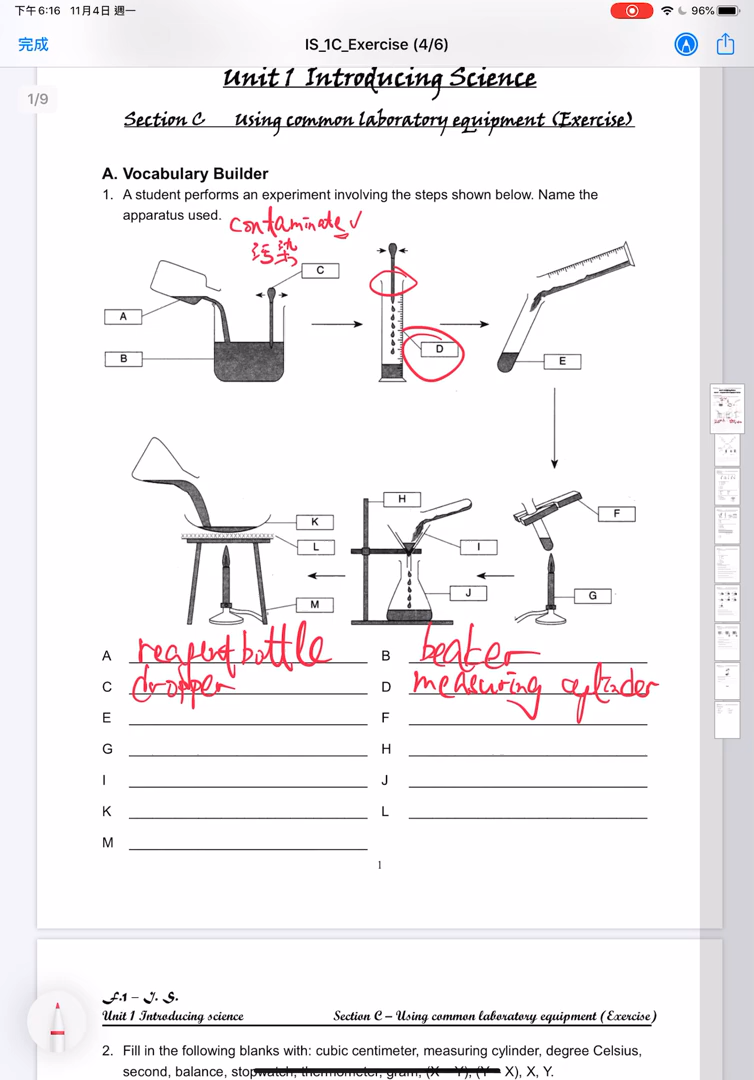 下午6:16 11月4日 週一
96%
完成
IS_1C_Exercise (4/6)
1/9
Unit 1 Introducing Science
Section C Using common laboratory equipment (Exercise)
A. Vocabulary Builder
1. A student performs an experiment involving the steps shown below. Name the
apparatus used.
contaminate ✓
污染
C
A
D
B
E
H
F
K
L
I
J
G
M
A reagent bottle
B beaker
C dropper
D measuring cylinder
E
F
G
H
I
J
K
L
M
1
F.1 – I. S.
Unit 1 Introducing science
Section C – Using common laboratory equipment (Exercise)
2. Fill in the following blanks with: cubic centimeter, measuring cylinder, degree Celsius,
second, balance, stopwatch, thermometer, gram, (X – Y), (Y – X), X, Y.